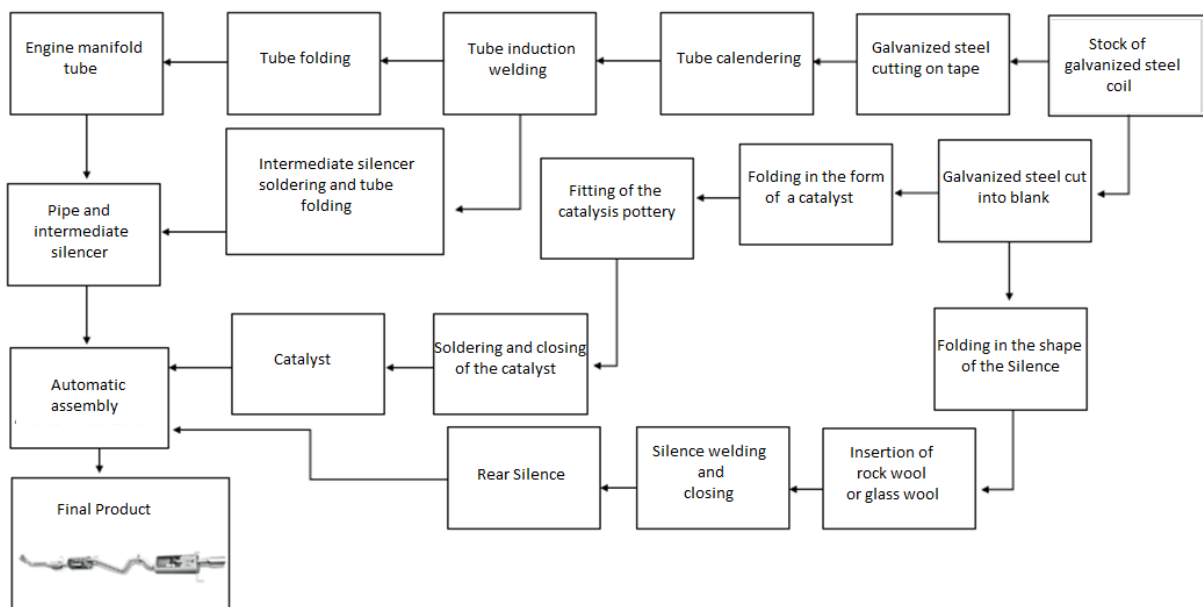 Engine manifold
tube
Tube folding
Tube induction
welding
Tube calendering
Galvanized steel
cutting on tape
Stock of
galvanized steel
coil
Intermediate silencer
soldering and tube
folding
Fitting of the
catalysis pottery
Folding in the form
of a catalyst
Galvanized steel cut
into blank
Pipe and
intermediate
silencer
Folding in the shape
of the Silence
Soldering and closing
of the catalyst
Catalyst
Automatic
assembly
Rear Silence
Silence welding
and
closing
Insertion of
rock wool
or glass wool
Final Product